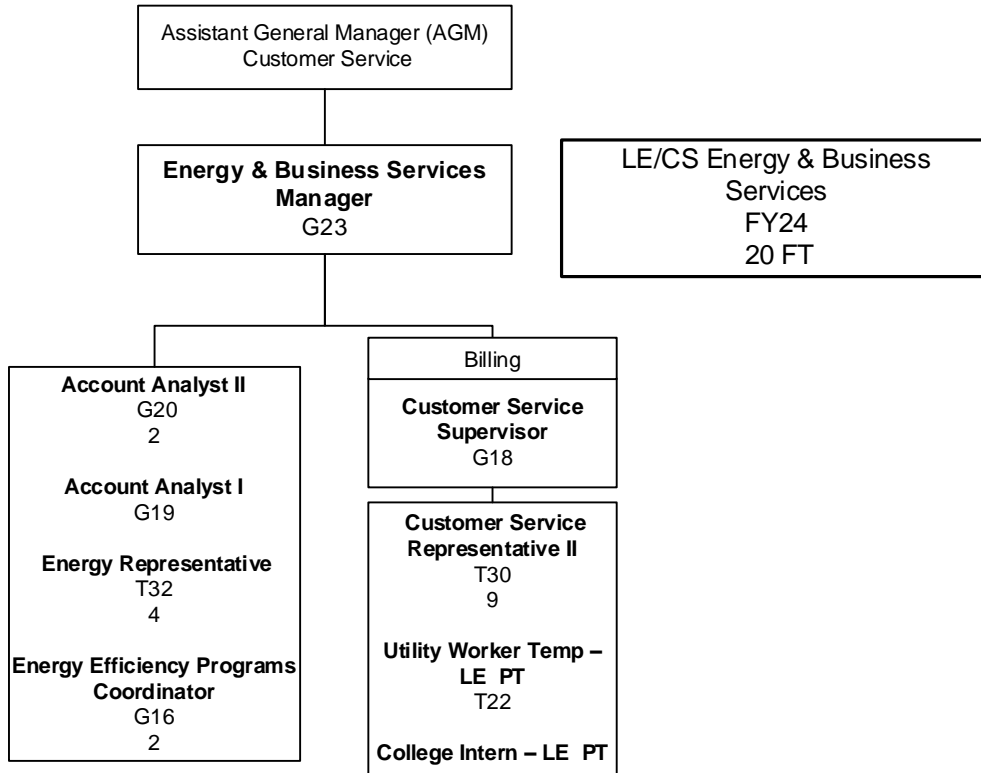 Assistant General Manager (AGM)
Customer Service
Energy & Business Services
Manager
G23
LE/CS Energy & Business
Services
FY24
20 FT
Account Analyst II
G20
2
Account Analyst I
G19
Energy Representative
T32
4
Energy Efficiency Programs
Coordinator
G16
2
Billing
Customer Service
Supervisor
G18
Customer Service
Representative II
T30
9
Utility Worker Temp –
LE PT
T22
College Intern – LE PT